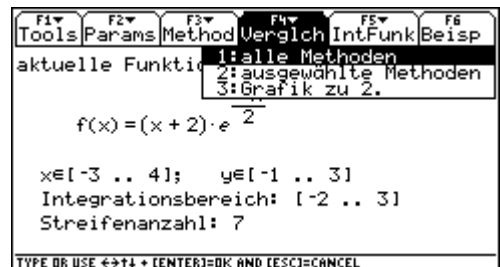 F1▾ F2▾ F3▾ F4▾ F5▾ F6
Tools Params Method Verglch IntFunk Beisp
1:alle Methoden
aktuelle
2:ausgewählte Methoden
3:Grafik zu 2.
f(x)=(x + 2)·e 2
x∈[-3 .. 4]; y∈[-1 .. 3]
Integrationsbereich: [-2 .. 3]
Streifenanzahl: 7
TYPE OR USE ←→↑↓ + [ENTER]=OK AND [ESC]=CANCEL